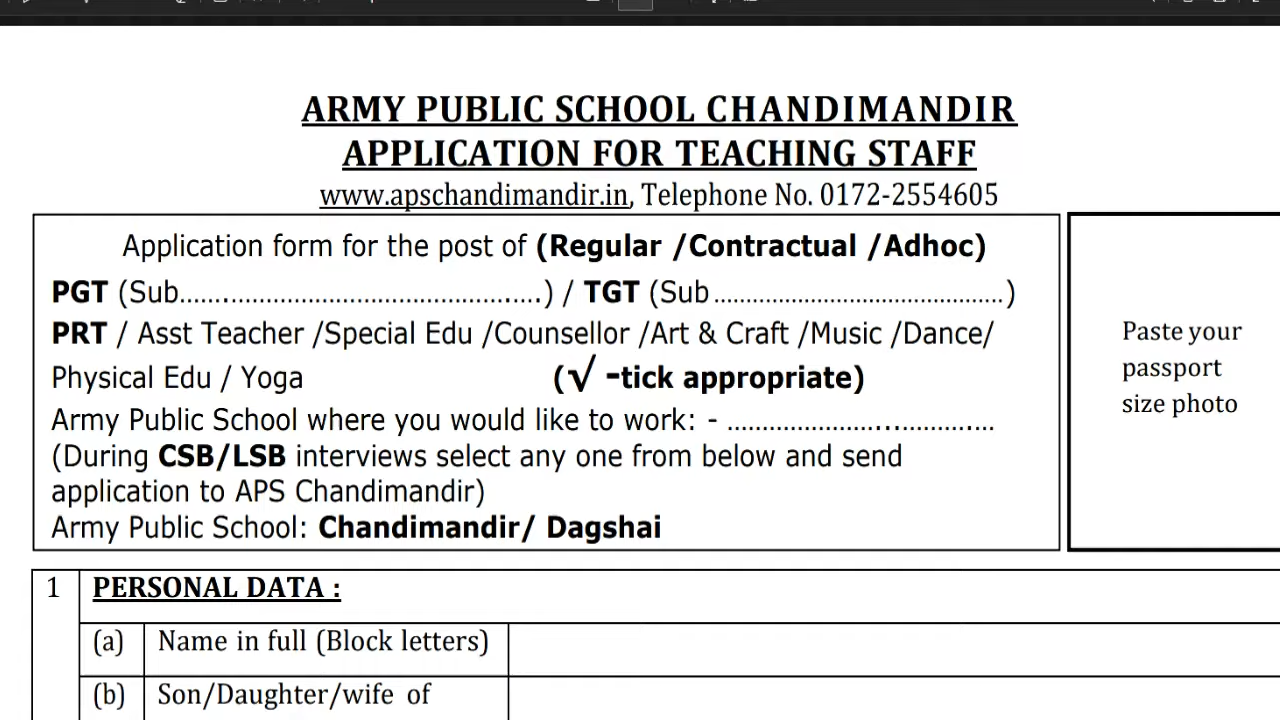 ARMY PUBLIC SCHOOL CHANDIMANDIR
APPLICATION FOR TEACHING STAFF
www.apschandimandir.in, Telephone No. 0172-2554605
Application form for the post of (Regular /Contractual /Adhoc)
PGT (Sub..................................................) / TGT (Sub .............................................)
PRT / Asst Teacher /Special Edu /Counsellor /Art & Craft /Music /Dance/
Physical Edu / Yoga (√ -tick appropriate)
Army Public School where you would like to work: - ..........................................
(During CSB/LSB interviews select any one from below and send
application to APS Chandimandir)
Army Public School: Chandimandir/ Dagshai
Paste your
passport
size photo
1 PERSONAL DATA :
(a) Name in full (Block letters)
(b) Son/Daughter/wife of